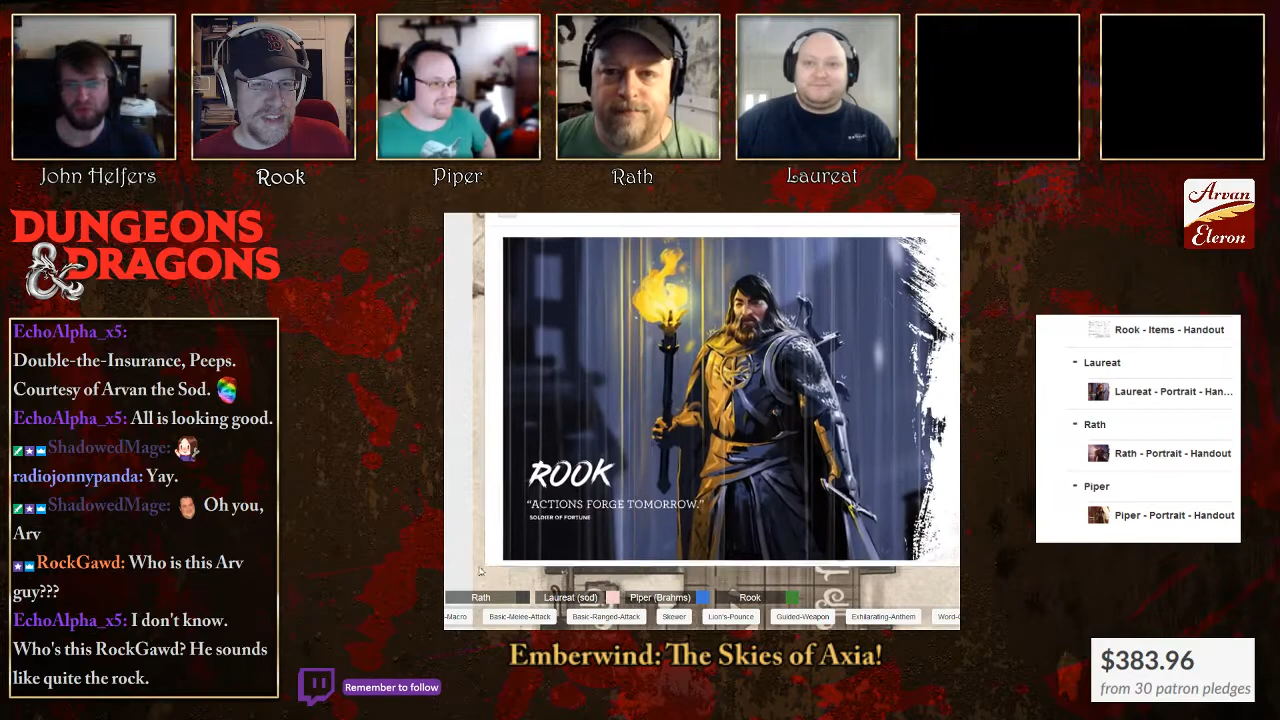 John Helfers
Rook
Piper
Rath
Laureat
DUNGEONS
& DRAGONS
Arvan
Eleron
EchoAlpha_x5:
Double-the-Insurance, Peeps.
Courtesy of Arvan the Sod.
EchoAlpha_x5: All is looking good.
ShadowedMage:
radiojonnypanda: Yay.
ShadowedMage: Oh you,
Arv
RockGawd: Who is this Arv
guy???
EchoAlpha_x5: I don't know.
Who's this RockGawd? He sounds
like quite the rock.
ROOK
“ACTIONS FORGE TOMORROW.”
SOLDIER OF FORTUNE
Rath
Laureat (sod)
Piper (Brahms)
Rook
-Macro
Basic-Melee-Attack
Basic-Ranged-Attack
Skewer
Lion's-Pounce
Guided-Weapon
Exhilarating-Anthem
Word-
Rook - Items - Handout
Laureat
Laureat - Portrait - Han...
Rath
Rath - Portrait - Handout
Piper
Piper - Portrait - Handout
Emberwind: The Skies of Axia!
Remember to follow
$383.96
from 30 patron pledges